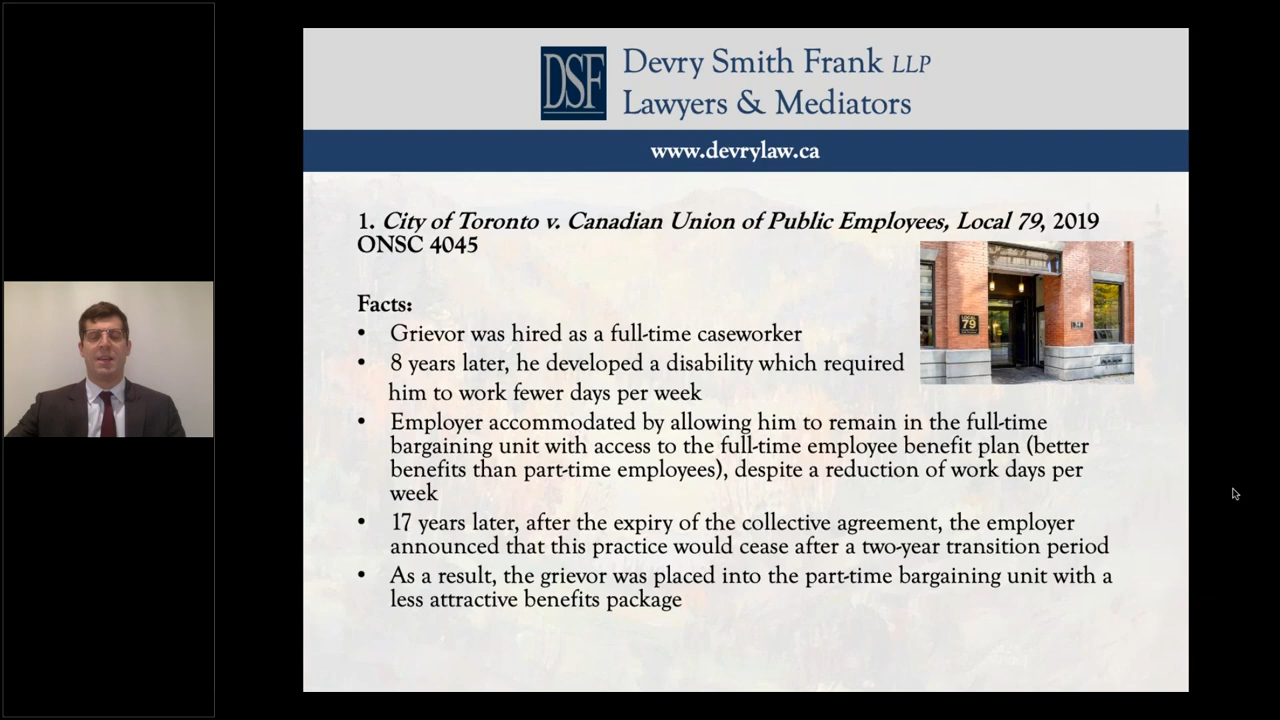 DSF
Devry Smith Frank LLP
Lawyers & Mediators
www.devrylaw.ca
1. City of Toronto v. Canadian Union of Public Employees, Local 79, 2019
ONSC 4045
LOCAL
79
Facts:
• Grievor was hired as a full-time caseworker
• 8 years later, he developed a disability which required
him to work fewer days per week
• Employer accommodated by allowing him to remain in the full-time
bargaining unit with access to the full-time employee benefit plan (better
benefits than part-time employees), despite a reduction of work days per
week
• 17 years later, after the expiry of the collective agreement, the employer
announced that this practice would cease after a two-year transition period
• As a result, the grievor was placed into the part-time bargaining unit with a
less attractive benefits package